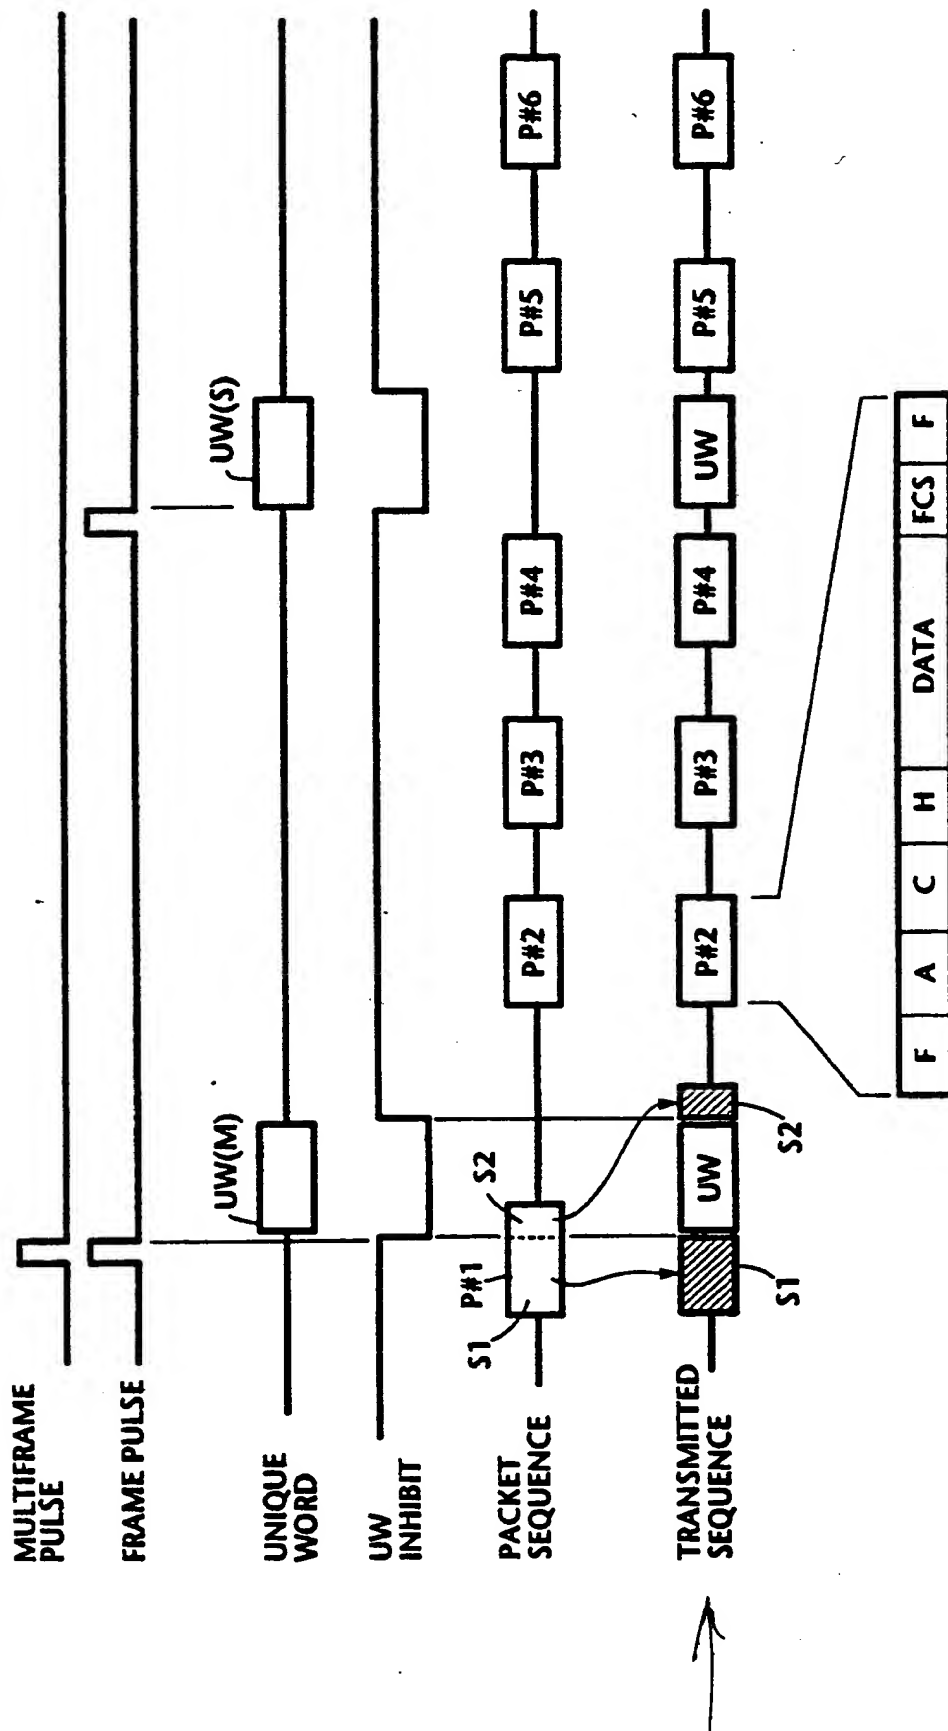 MULTIFRAME
PULSE
FRAME PULSE
UNIQUE
WORD
UW(M)
UW(S)
UW
INHIBIT
PACKET
SEQUENCE
S1
P#1
S2
P#2
P#3
P#4
P#5
P#6
TRANSMITTED
SEQUENCE
S1
UW
S2
P#2
P#3
P#4
UW
P#5
P#6
F
A
C
H
DATA
FCS
F